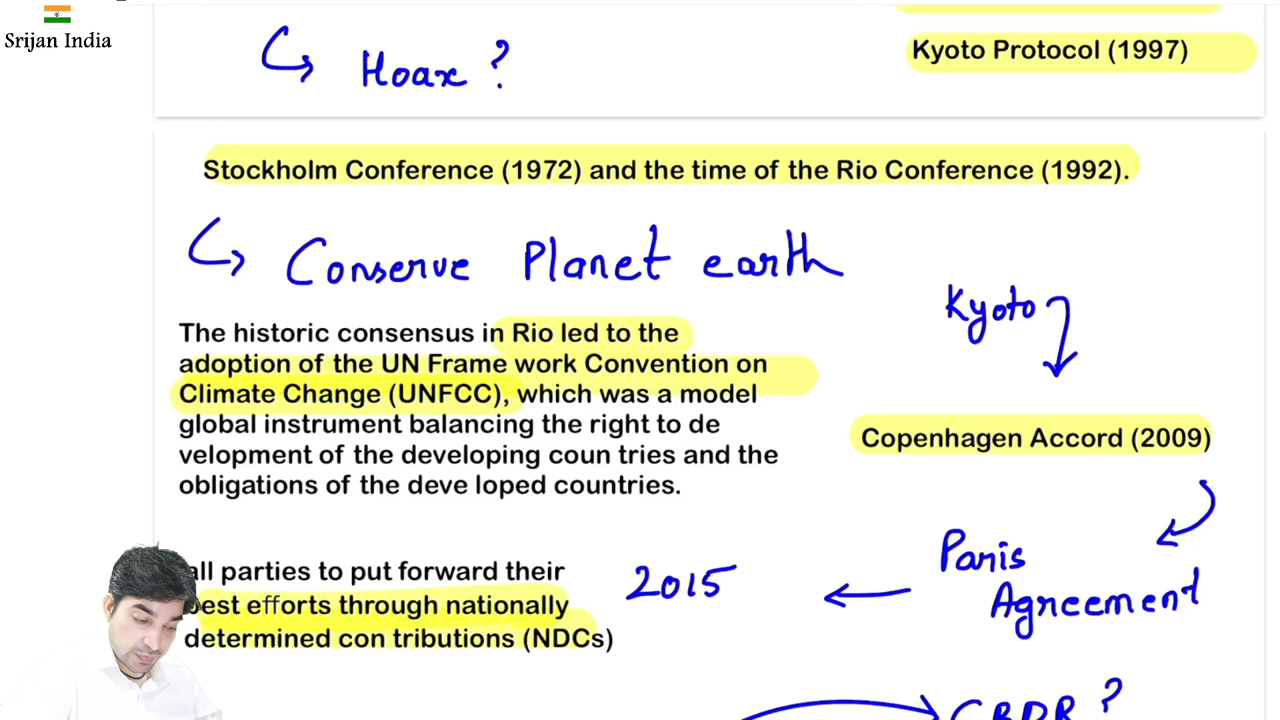 Srijan India
Hoax ?
Kyoto Protocol (1997)
Stockholm Conference (1972) and the time of the Rio Conference (1992).
Conserve Planet earth
Kyoto
The historic consensus in Rio led to the
adoption of the UN Frame work Convention on
Climate Change (UNFCC), which was a model
global instrument balancing the right to de
velopment of the developing coun tries and the
obligations of the deve loped countries.
Copenhagen Accord (2009)
Paris
Agreement
2015
all parties to put forward their
best efforts through nationally
determined con tributions (NDCs)
CBDR ?